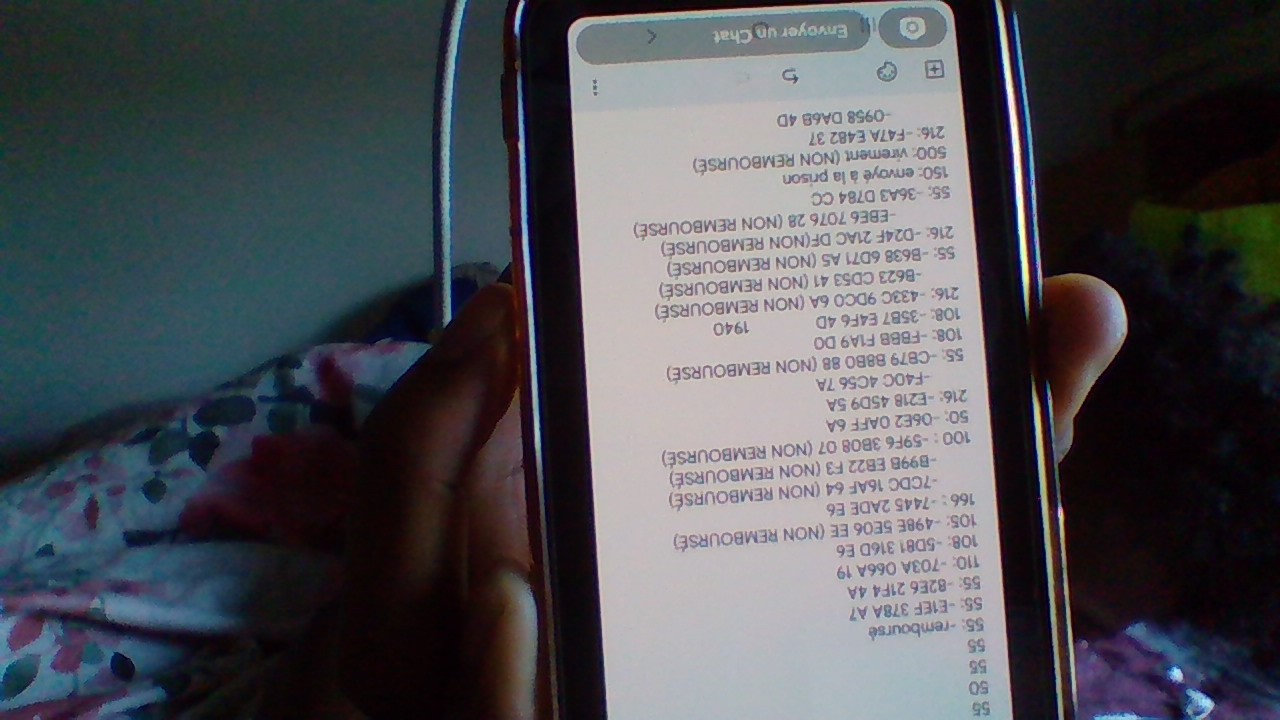 55
50
55
55
55: -remboursé
55: -E1EF 378A A7
55: -82E6 21F4 4A
110: -703A 066A 19
108: -5D81 316D E6
105: -498E 5E06 EE (NON REMBOURSÉ)
166 : -7445 2ADE E6
-7CDC 16AF 64 (NON REMBOURSÉ)
-B99B EB22 F3 (NON REMBOURSÉ)
100 : -59F6 3B08 07 (NON REMBOURSÉ)
50: -06E2 0AFF 6A
216: -E21B 45D9 5A
-F40C 4C56 7A
55: -CB79 B8B0 88 (NON REMBOURSÉ)
108: -FBBB F1A9 D0
108: -35B7 E4F6 4D 1940
216: -433C 9DC0 6A (NON REMBOURSÉ)
-B623 CD53 41 (NON REMBOURSÉ)
55: -B638 6D71 A5 (NON REMBOURSÉ)
216: -D24F 21AC DF(NON REMBOURSÉ)
-EBE6 7076 28 (NON REMBOURSÉ)
55: -36A3 D784 CC
150: envoyé à la prison
500: virement (NON REMBOURSÉ)
216: -F47A E482 37
-0958 DA6B 4D
Envoyer un Chat